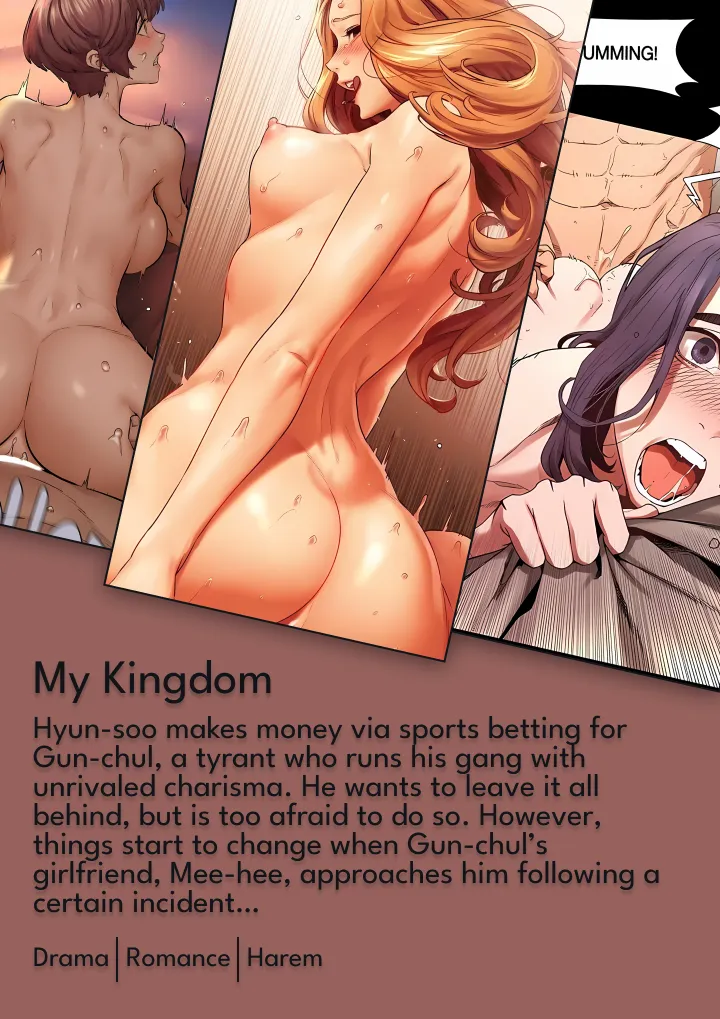 UMMING!
My Kingdom
Hyun-soo makes money via sports betting for
Gun-chul, a tyrant who runs his gang with
unrivaled charisma. He wants to leave it all
behind, but is too afraid to do so. However,
things start to change when Gun-chul's
girlfriend, Mee-hee, approaches him following a
certain incident...
Drama|Romance|Harem